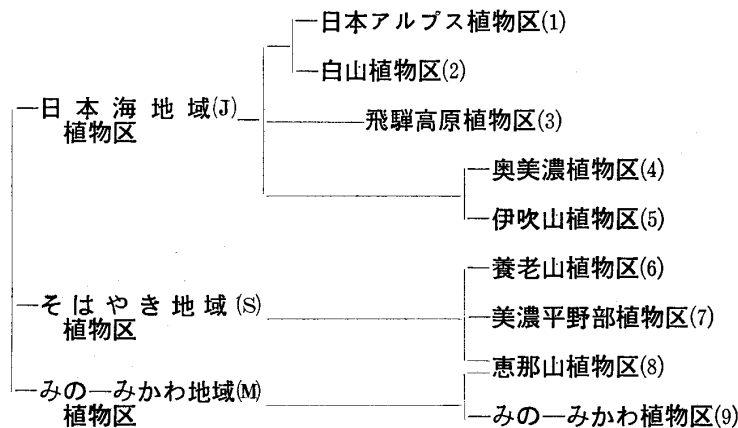 日本アルプス植物区(1)
白山植物区(2)
日本海地域(J)
植物区
飛騨高原植物区(3)
奥美濃植物区(4)
伊吹山植物区(5)
養老山植物区(6)
そはやき地域(S)
植物区
美濃平野部植物区(7)
恵那山植物区(8)
みの―みかわ地域(M)
植物区
みの―みかわ植物区(9)